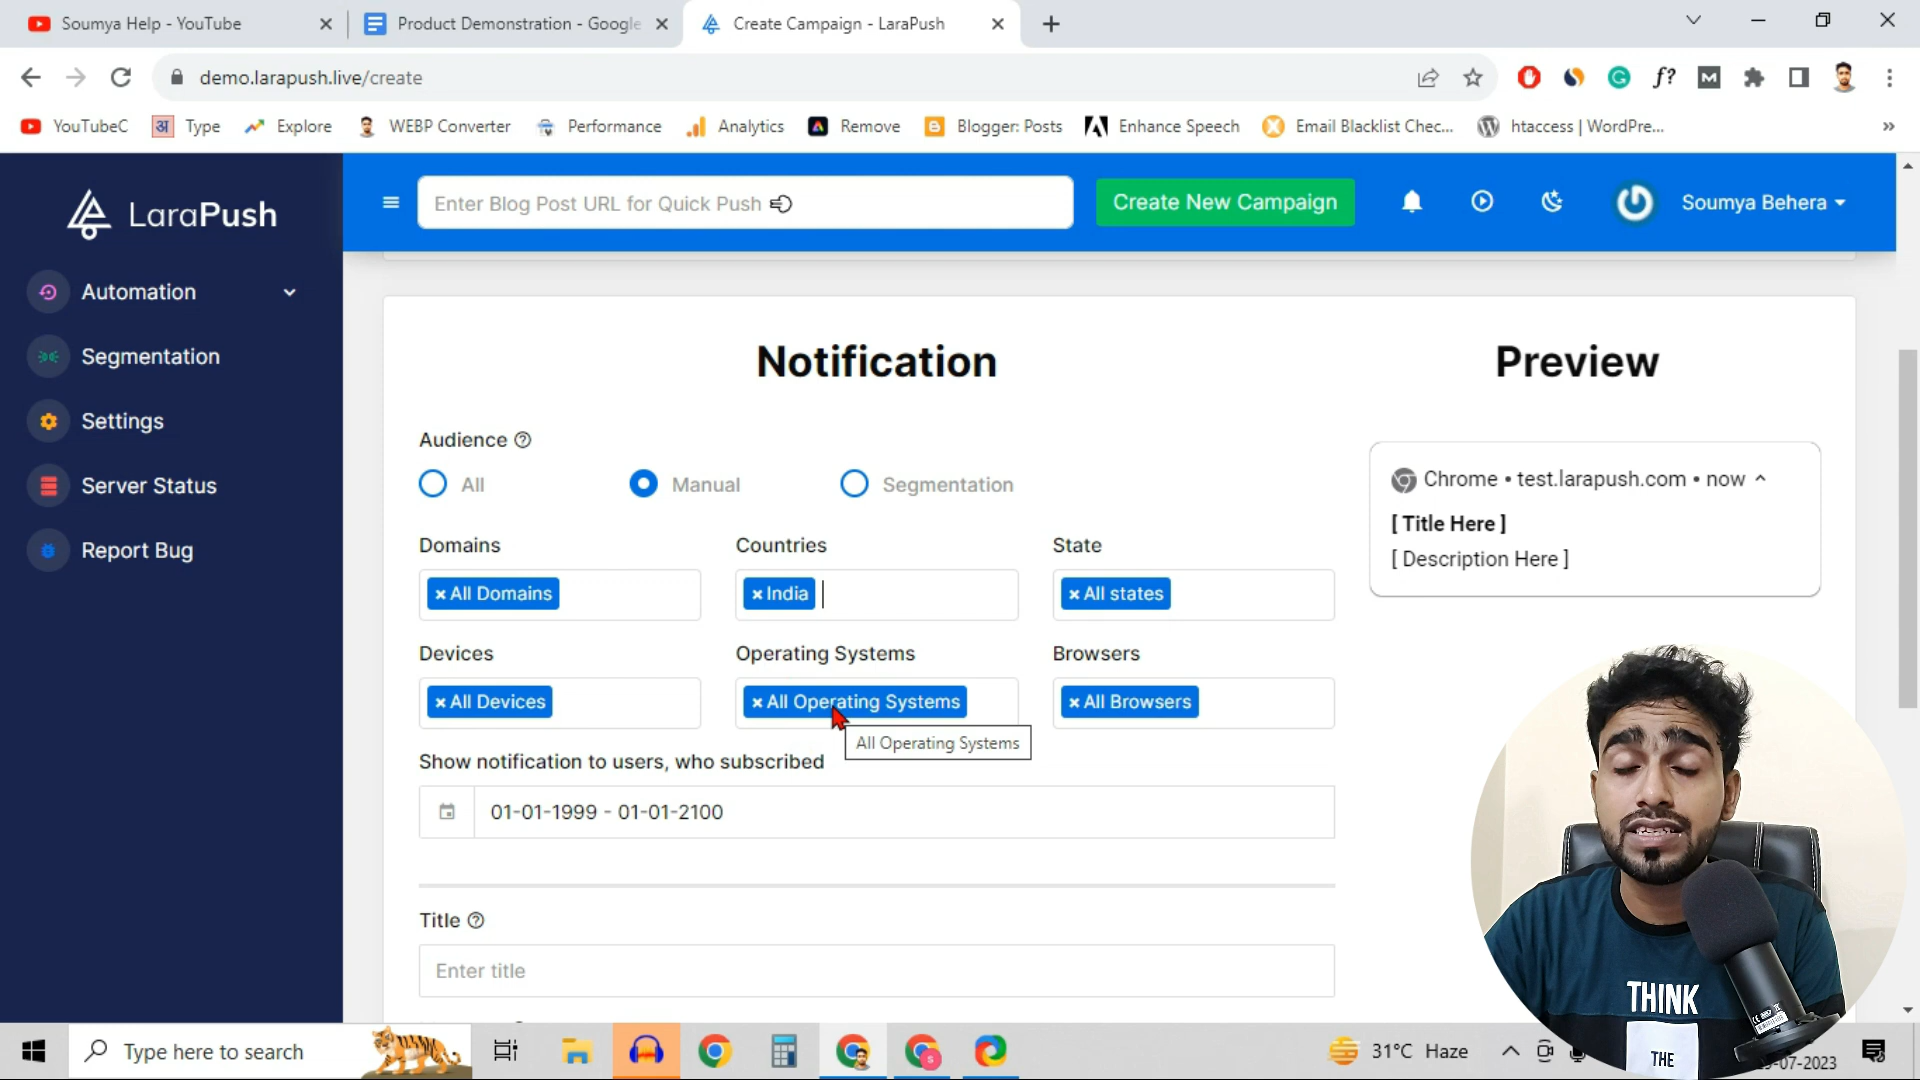 Soumya Help - YouTube
Product Demonstration - Google
Create Campaign - LaraPush
demo.larapush.live/create
f?
YouTubeC
अ Type
Explore
WEBP Converter
Performance
Analytics
Remove
Blogger: Posts
Enhance Speech
Email Blacklist Chec...
htaccess | WordPre...
»
LaraPush
Enter Blog Post URL for Quick Push
Create New Campaign
Soumya Behera
Automation
Segmentation
Settings
Server Status
Report Bug
Notification
Preview
Audience
All
Manual
Segmentation
Domains
Countries
State
× All Domains
× India
× All states
Devices
Operating Systems
Browsers
× All Devices
× All Operating Systems
× All Browsers
All Operating Systems
Show notification to users, who subscribed
01-01-1999 - 01-01-2100
Title
Enter title
Chrome • test.larapush.com • now
[ Title Here ]
[ Description Here ]
THINK
THE
Type here to search
31°C Haze
-07-2023